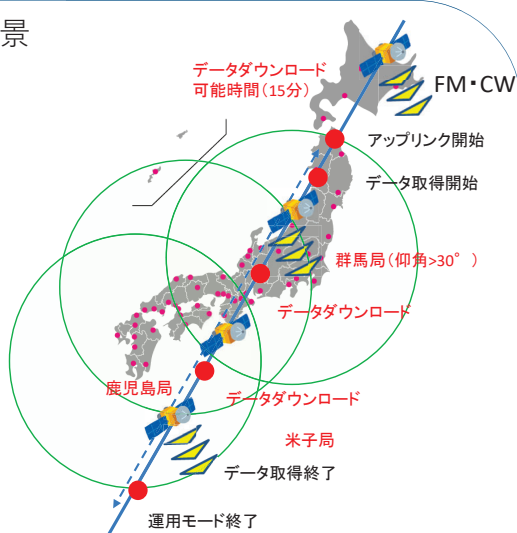 景
データダウンロード
可能時間（15分）
FM・CW
アップリンク開始
データ取得開始
群馬局（仰角>30°）
データダウンロード
鹿児島局
データダウンロード
米子局
データ取得終了
運用モード終了